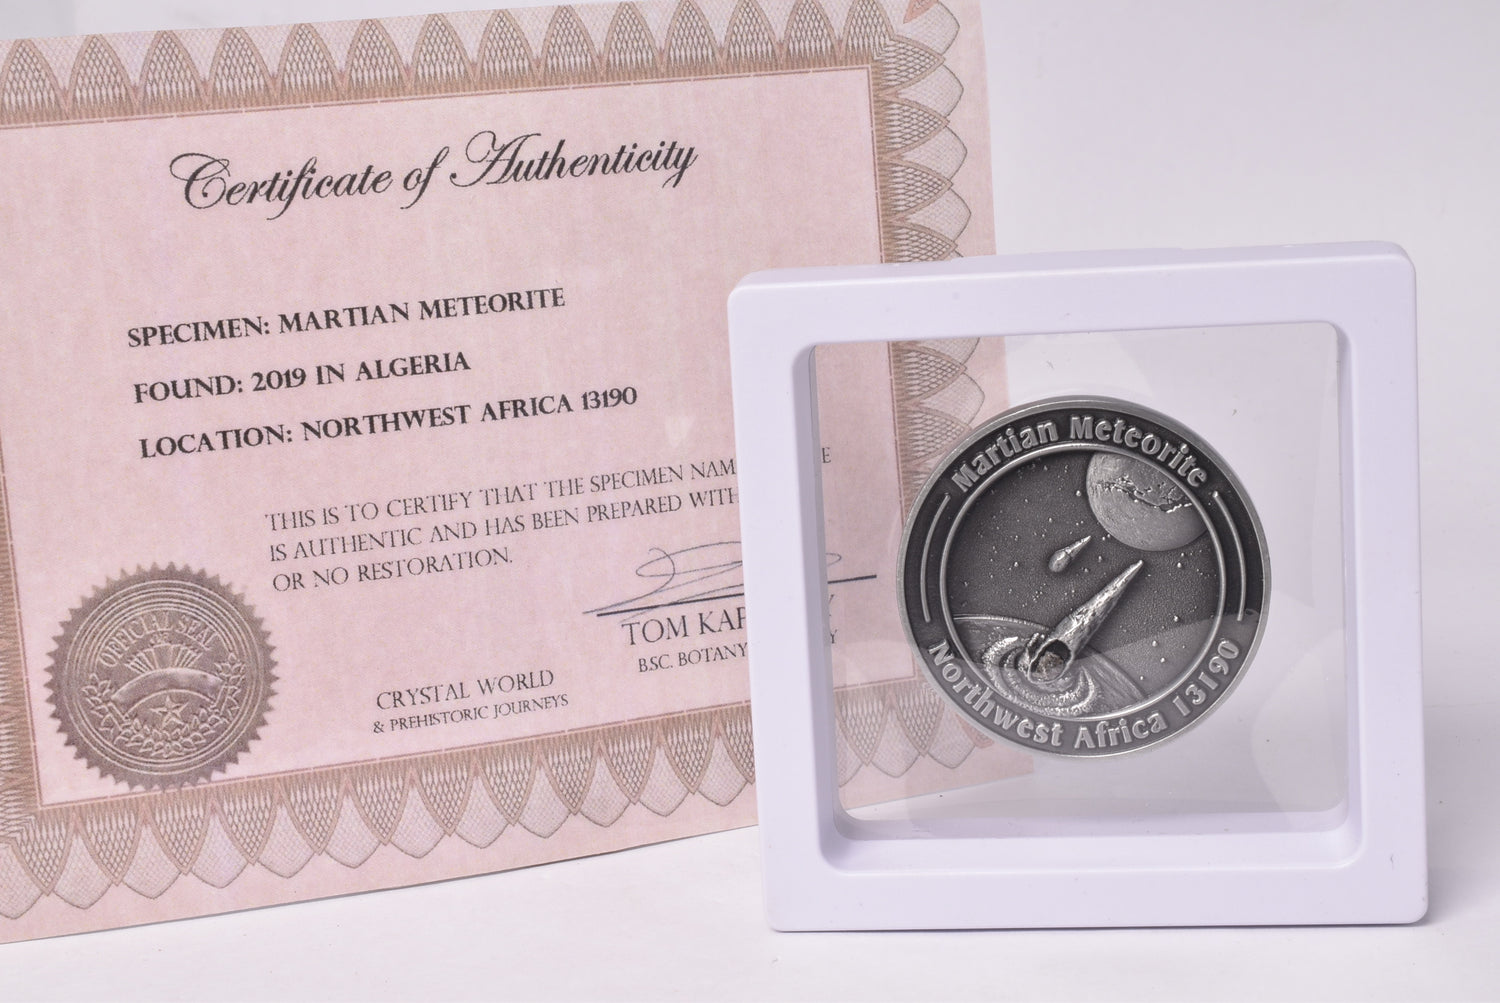 Certificate of Authenticity
SPECIMEN: MARTIAN METEORITE
FOUND: 2019 IN ALGERIA
LOCATION: NORTHWEST AFRICA 13190
THIS IS TO CERTIFY THAT THE SPECIMEN
IS AUTHENTIC AND HAS BEEN PREPARED WITH
OR NO RESTORATION.
OFFICIAL SEAL
TOM
B.SC. BOTANY
CRYSTAL WORLD
& PREHISTORIC JOURNEYS
Martian Meteorite
Northwest Africa 13190